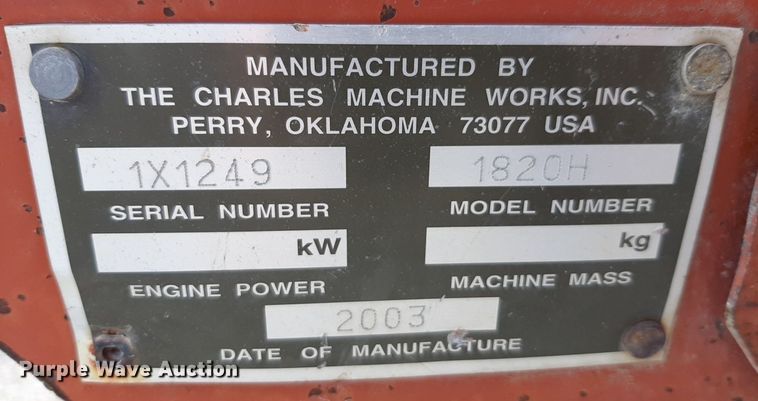 MANUFACTURED BY
THE CHARLES MACHINE WORKS, INC.
PERRY, OKLAHOMA 73077 USA
1X1249 1820H
SERIAL NUMBER MODEL NUMBER
kW kg
ENGINE POWER MACHINE MASS
2003
DATE OF MANUFACTURE
Purple Wave Auction